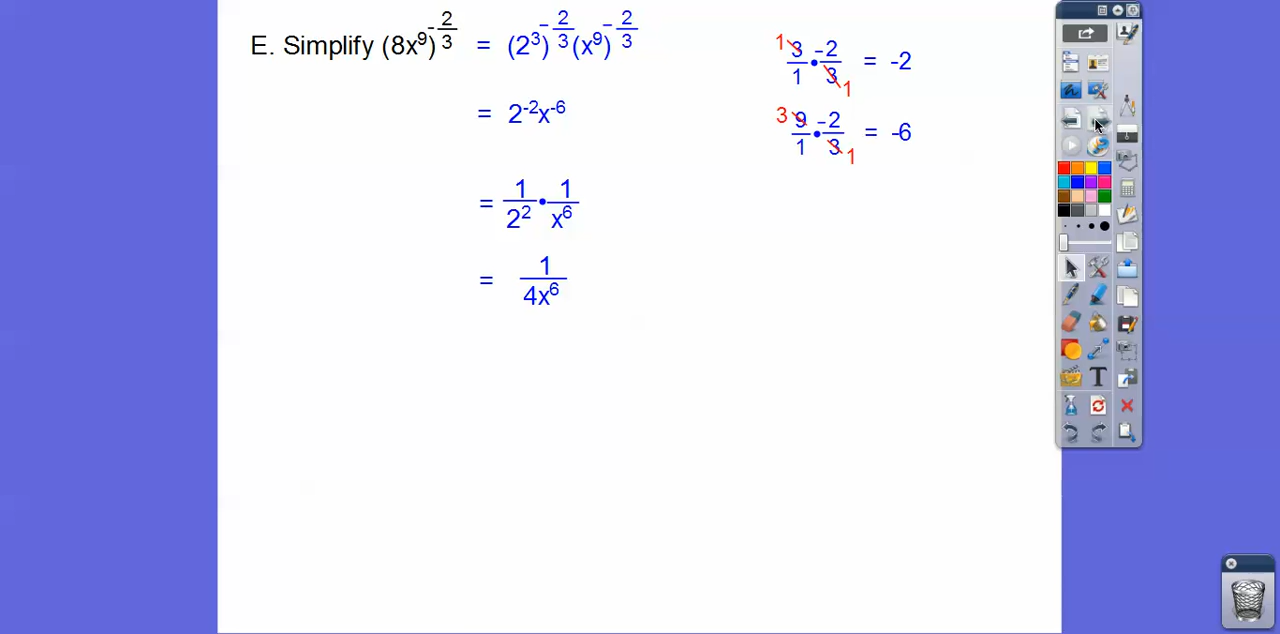 E. Simplify (8x⁹)^-2/3 = (2³)^-2/3 (x⁹)^-2/3
= 2⁻²x⁻⁶
= 1/2² • 1/x⁶
= 1/4x⁶
1 3/1 • -2/3 1 = -2
3 9/1 • -2/3 1 = -6
T